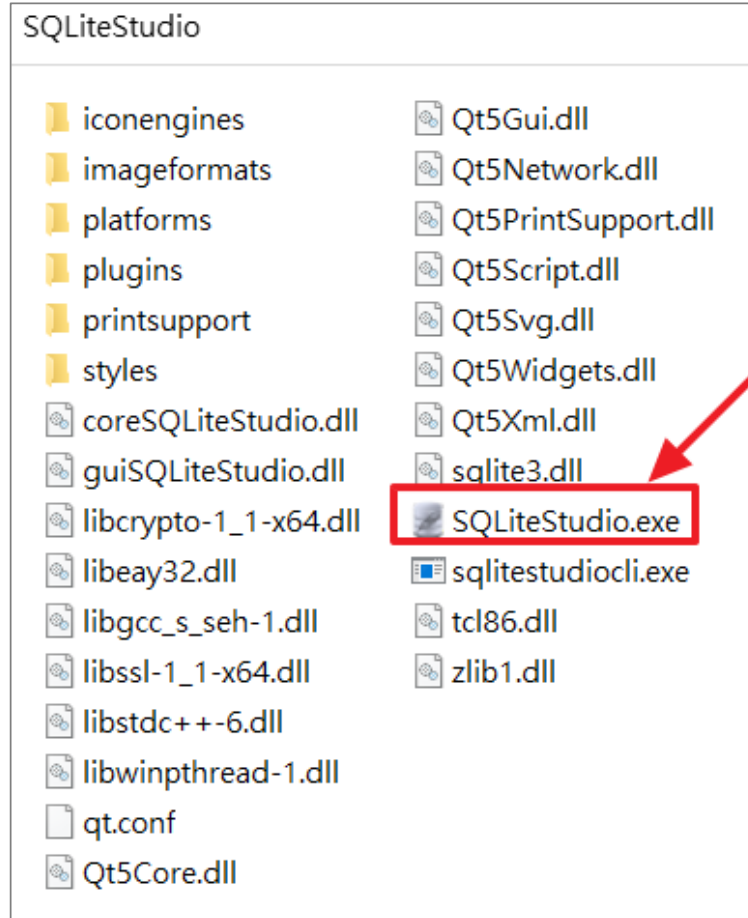 SQLiteStudio
iconengines
imageformats
platforms
plugins
printsupport
styles
coreSQLiteStudio.dll
guiSQLiteStudio.dll
libcrypto-1_1-x64.dll
libeay32.dll
libgcc_s_seh-1.dll
libssl-1_1-x64.dll
libstdc++-6.dll
libwinpthread-1.dll
qt.conf
Qt5Core.dll
Qt5Gui.dll
Qt5Network.dll
Qt5PrintSupport.dll
Qt5Script.dll
Qt5Svg.dll
Qt5Widgets.dll
Qt5Xml.dll
sqlite3.dll
SQLiteStudio.exe
sqlitestudiocli.exe
tcl86.dll
zlib1.dll